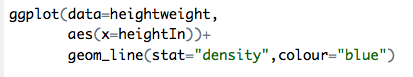 ggplot(data=heightweight,
aes(x=heightIn))+
geom_line(stat="density",colour="blue")